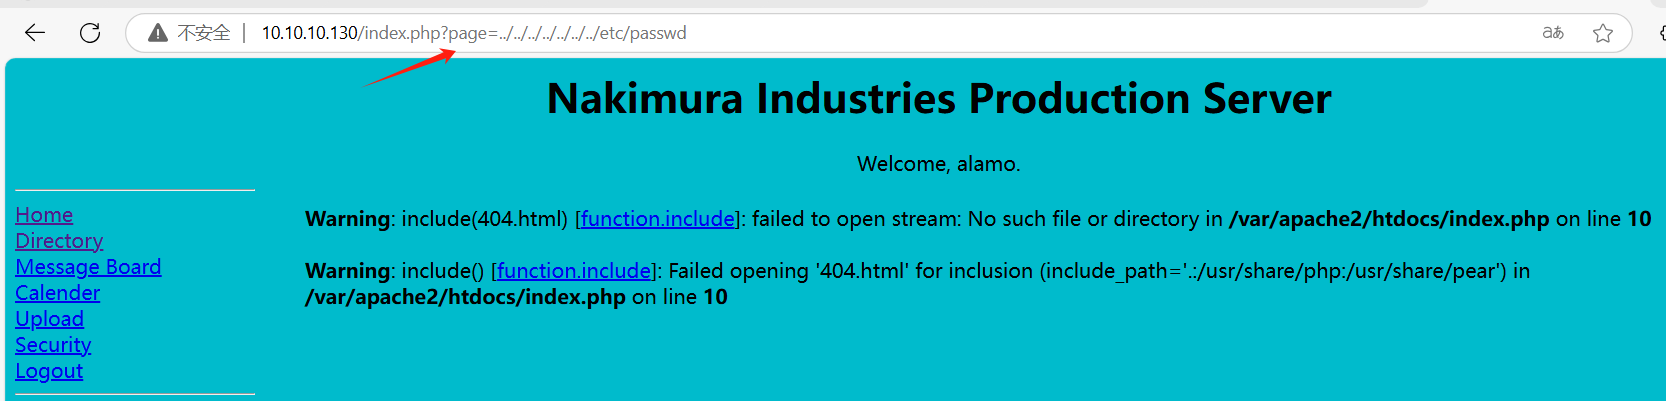 不安全 | 10.10.10.130/index.php?page=../../../../../../../etc/passwd aあ
Nakimura Industries Production Server
Welcome, alamo.
Home
Directory
Message Board
Calender
Upload
Security
Logout
Warning: include(404.html) [function.include]: failed to open stream: No such file or directory in /var/apache2/htdocs/index.php on line 10
Warning: include() [function.include]: Failed opening '404.html' for inclusion (include_path='.:/usr/share/php:/usr/share/pear') in
/var/apache2/htdocs/index.php on line 10